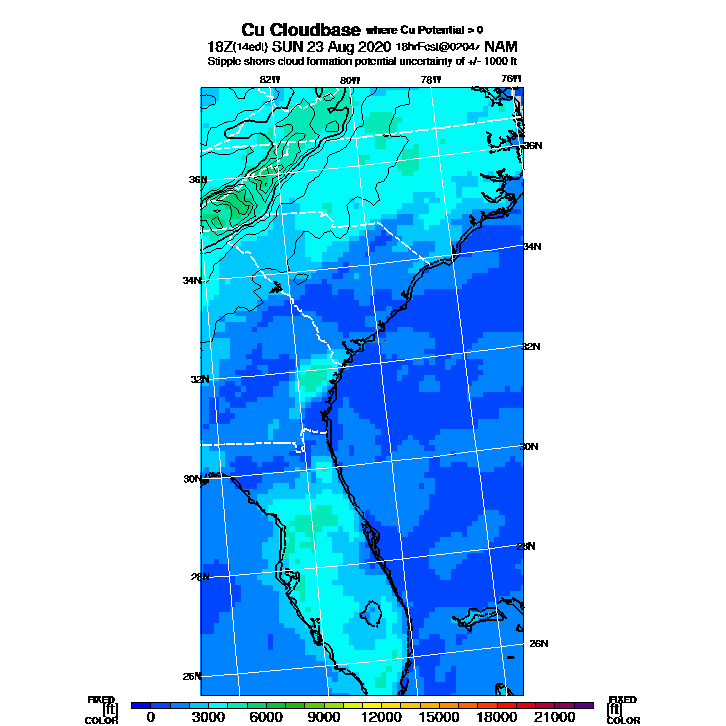 Cu Cloudbase where Cu Potential > 0
18Z(14edt) SUN 23 Aug 2020 18hrFcst@0204z NAM
Stipple shows cloud formation potential uncertainty of +/- 1000 ft
82W 80W 78W 76W
36N
36N
34N
34N
32N
32N
30N
30N
28N
28N
26N
26N
FIXED FIXED
[ft] [ft]
COLOR 0 3000 6000 9000 12000 15000 18000 21000 COLOR